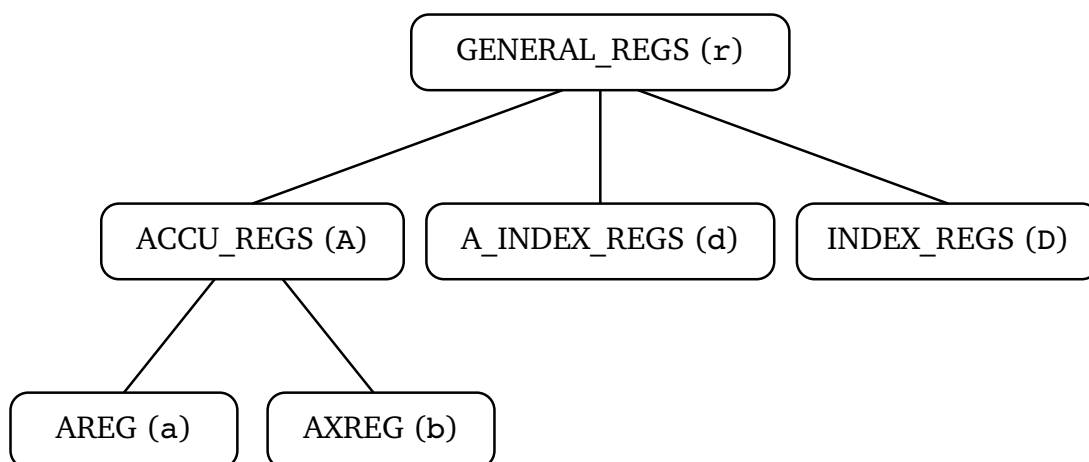 GENERAL_REGS (r)
ACCU_REGS (A)
A_INDEX_REGS (d)
INDEX_REGS (D)
AREG (a)
AXREG (b)